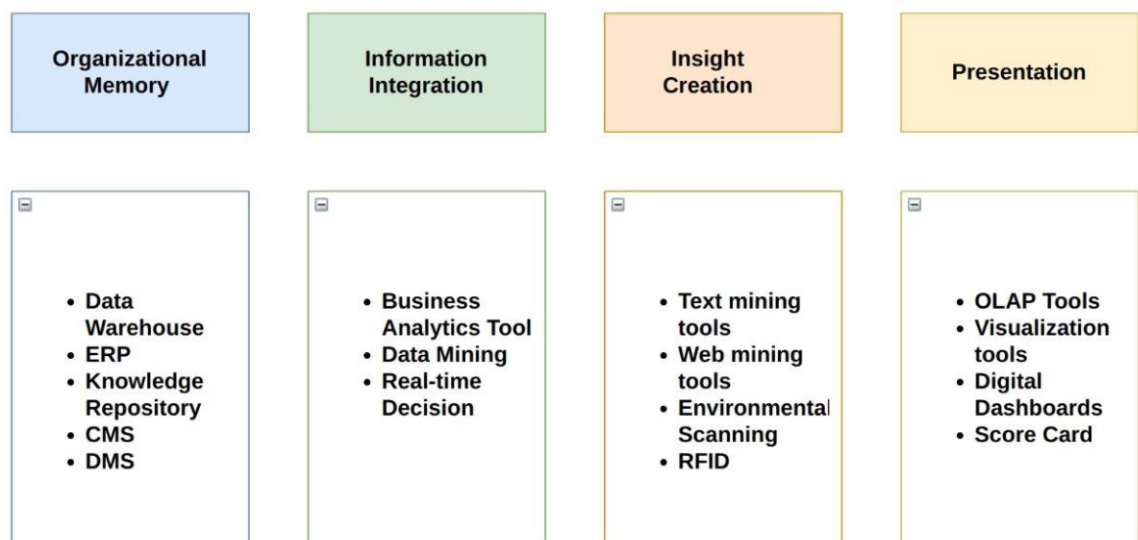 Organizational
Memory
Information
Integration
Insight
Creation
Presentation
• Data
Warehouse
• ERP
• Knowledge
Repository
• CMS
• DMS
• Business
Analytics Tool
• Data Mining
• Real-time
Decision
• Text mining
tools
• Web mining
tools
• Environmental
Scanning
• RFID
• OLAP Tools
• Visualization
tools
• Digital
Dashboards
• Score Card